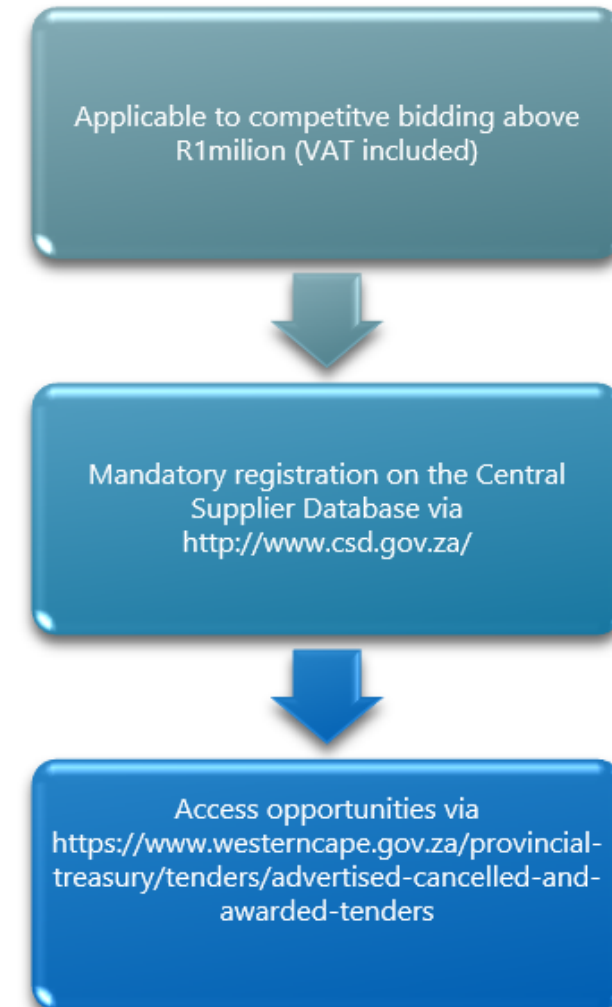 Applicable to competitve bidding above
R1milion (VAT included)
Mandatory registration on the Central
Supplier Database via
http://www.csd.gov.za/
Access opportunities via
https://www.westerncape.gov.za/provincial-
treasury/tenders/advertised-cancelled-and-
awarded-tenders